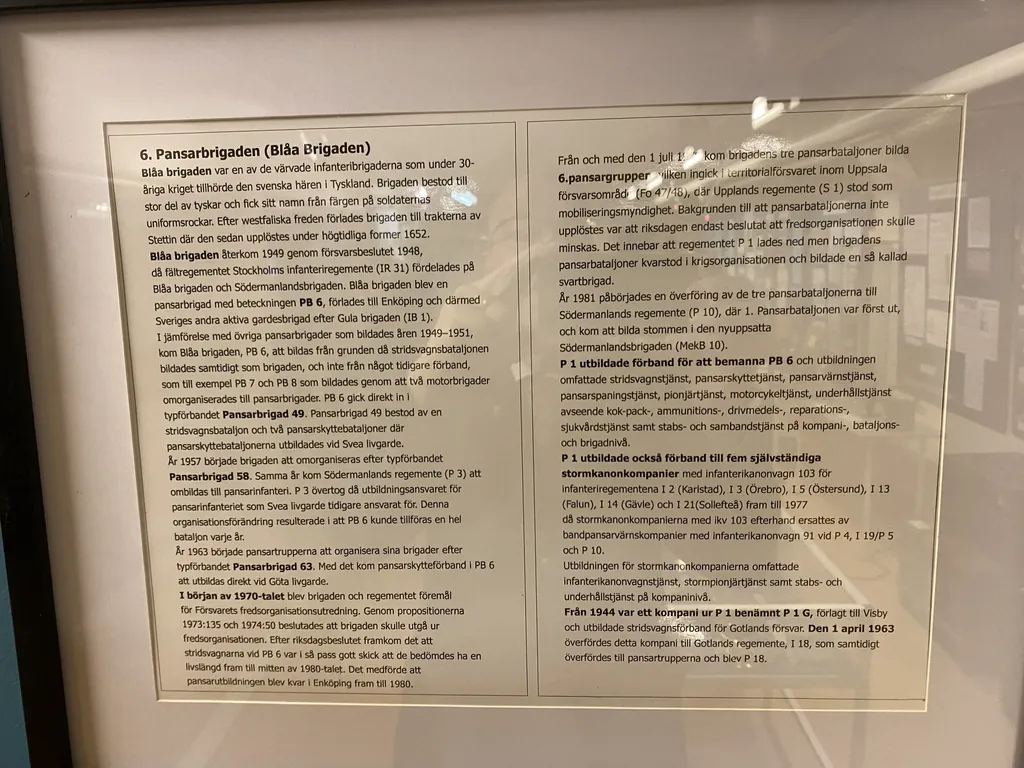 6. Pansarbrigaden (Blåa Brigaden)
Blåa brigaden var en av de värvade infanteribrigaderna som under 30-
åriga kriget tillhörde den svenska hären i Tyskland. Brigaden bestod till
stor del av tyskar och fick sitt namn från färgen på soldaternas
uniformsrockar. Efter westfaliska freden förlades brigaden till trakterna av
Stettin där den sedan upplöstes under högtidliga former 1652.
Blåa brigaden återkom 1949 genom försvarsbeslutet 1948,
då fältregementet Stockholms infanteriregemente (IR 31) fördelades på
Blåa brigaden och Södermanlandsbrigaden. Blåa brigaden blev en
pansarbrigad med beteckningen PB 6, förlades till Enköping och därmed
Sveriges andra aktiva gardesbrigad efter Gula brigaden (IB 1).
I jämförelse med övriga pansarbrigader som bildades åren 1949–1951,
kom Blåa brigaden, PB 6, att bildas från grunden då stridsvagnsbataljonen
bildades samtidigt som brigaden, och inte från något tidigare förband,
som till exempel PB 7 och PB 8 som bildades genom att två motorbrigader
omorganiserades till pansarbrigader. PB 6 gick direkt in i
typförbandet Pansarbrigad 49. Pansarbrigad 49 bestod av en
stridsvagnsbataljon och två pansarskyttebataljoner där
pansarskyttebataljonerna utbildades vid Svea livgarde.
År 1957 började brigaden att omorganiseras efter typförbandet
Pansarbrigad 58. Samma år kom Södermanlands regemente (P 3) att
ombildas till pansarinfanteri. P 3 övertog då utbildningsansvaret för
pansarinfanteriet som Svea livgarde tidigare ansvarat för. Denna
organisationsförändring resulterade i att PB 6 kunde tillföras en hel
bataljon varje år.
År 1963 började pansartrupperna att organisera sina brigader efter
typförbandet Pansarbrigad 63. Med det kom pansarskytteförband i PB 6
att utbildas direkt vid Göta livgarde.
I början av 1970-talet blev brigaden och regementet föremål
för Försvarets fredsorganisationsutredning. Genom propositionerna
1973:135 och 1974:50 beslutades att brigaden skulle utgå ur
fredsorganisationen. Efter riksdagsbeslutet framkom det att
stridsvagnarna vid PB 6 var i så pass gott skick att de bedömdes ha en
livslängd fram till mitten av 1980-talet. Det medförde att
pansarutbildningen blev kvar i Enköping fram till 1980.
Från och med den 1 juli kom brigadens tre pansarbataljoner bilda
6.pansargruppen vilken ingick i territorialförsvaret inom Uppsala
försvarsområde (Fo 47/48), där Upplands regemente (S 1) stod som
mobiliseringsmyndighet. Bakgrunden till att pansarbataljonerna inte
upplöstes var att riksdagen endast beslutat att fredsorganisationen skulle
minskas. Det innebar att regementet P 1 lades ned men brigadens
pansarbataljoner kvarstod i krigsorganisationen och bildade en så kallad
svartbrigad.
År 1981 påbörjades en överföring av de tre pansarbataljonerna till
Södermanlands regemente (P 10), där 1. Pansarbataljonen var först ut,
och kom att bilda stommen i den nyuppsatta
Södermanlandsbrigaden (MekB 10).
P 1 utbildade förband för att bemanna PB 6 och utbildningen
omfattade stridsvagnstjänst, pansarskyttetjänst, pansarvärnstjänst,
pansarspaningstjänst, pionjärtjänst, motorcykeltjänst, underhållstjänst
avseende kok-pack-, ammunitions-, drivmedels-, reparations-,
sjukvårdstjänst samt stabs- och sambandstjänst på kompani-, bataljons-
och brigadnivå.
P 1 utbildade också förband till fem självständiga
stormkanonkompanier med infanterikanonvagn 103 för
infanteriregementena I 2 (Karlstad), I 3 (Örebro), I 5 (Östersund), I 13
(Falun), I 14 (Gävle) och I 21(Sollefteå) fram till 1977
då stormkanonkompanierna med ikv 103 efterhand ersattes av
bandpansarvärnskompanier med infanterikanonvagn 91 vid P 4, I 19/P 5
och P 10.
Utbildningen för stormkanonkompanierna omfattade
infanterikanonvagnstjänst, stormpionjärtjänst samt stabs- och
underhållstjänst på kompaninivå.
Från 1944 var ett kompani ur P 1 benämnt P 1 G, förlagt till Visby
och utbildade stridsvagnsförband för Gotlands försvar. Den 1 april 1963
överfördes detta kompani till Gotlands regemente, I 18, som samtidigt
överfördes till pansartrupperna och blev P 18.